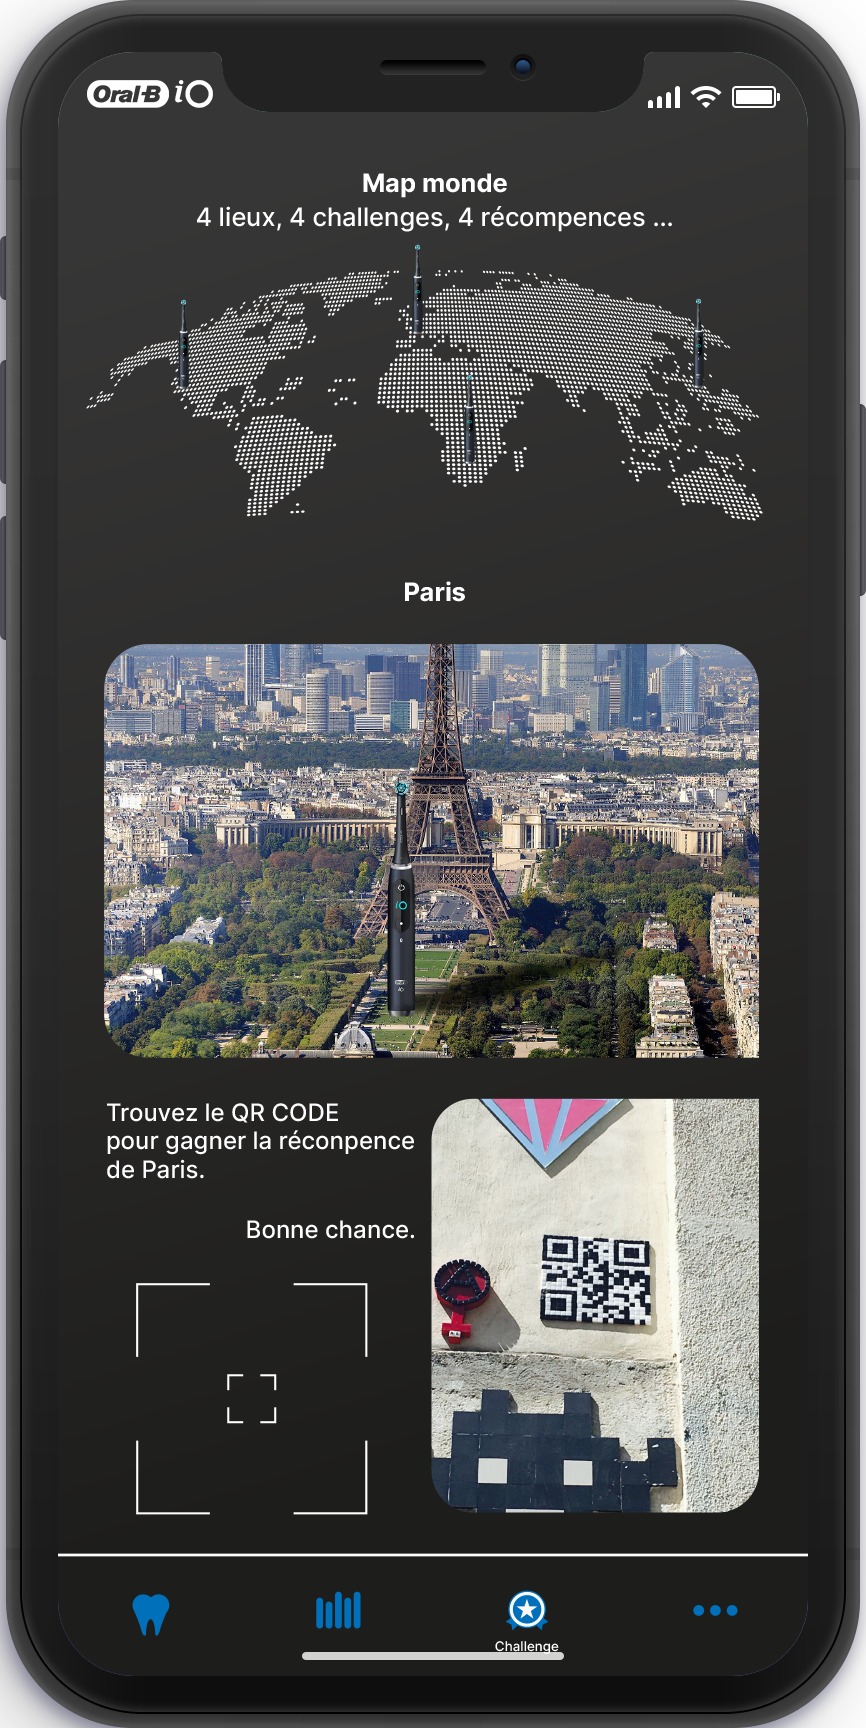 Oral-B iO
Map monde
4 lieux, 4 challenges, 4 récompences ...
Paris
Trouvez le QR CODE
pour gagner la réconpence
de Paris.
Bonne chance.
Challenge